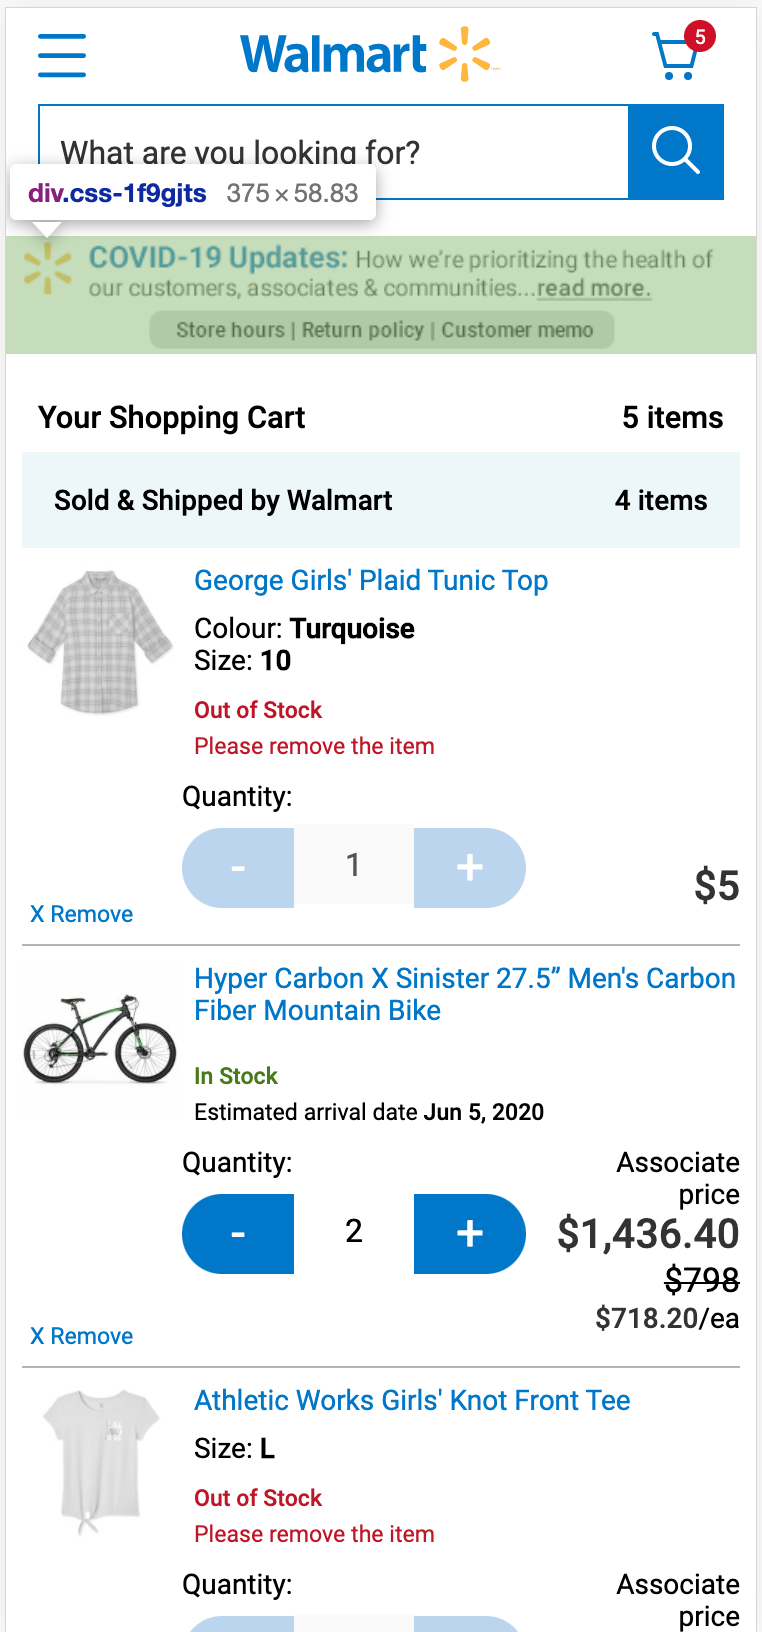 Walmart
5
What are you looking for?
div.css-1f9gjts 375 × 58.83
COVID-19 Updates: How we're prioritizing the health of
our customers, associates & communities...read more.
Store hours | Return policy | Customer memo
Your Shopping Cart 5 items
Sold & Shipped by Walmart 4 items
George Girls' Plaid Tunic Top
Colour: Turquoise
Size: 10
Out of Stock
Please remove the item
Quantity:
- 1 +
$5
X Remove
Hyper Carbon X Sinister 27.5” Men's Carbon
Fiber Mountain Bike
In Stock
Estimated arrival date Jun 5, 2020
Quantity: Associate
price
- 2 + $1,436.40
$798
$718.20/ea
X Remove
Athletic Works Girls' Knot Front Tee
Size: L
Out of Stock
Please remove the item
Quantity: Associate
price